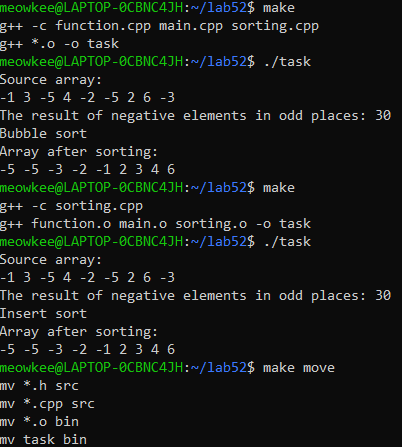 meowkee@LAPTOP-0CBNC4JH:~/lab52$ make
g++ -c function.cpp main.cpp sorting.cpp
g++ *.o -o task
meowkee@LAPTOP-0CBNC4JH:~/lab52$ ./task
Source array:
-1 3 -5 4 -2 -5 2 6 -3
The result of negative elements in odd places: 30
Bubble sort
Array after sorting:
-5 -5 -3 -2 -1 2 3 4 6
meowkee@LAPTOP-0CBNC4JH:~/lab52$ make
g++ -c sorting.cpp
g++ function.o main.o sorting.o -o task
meowkee@LAPTOP-0CBNC4JH:~/lab52$ ./task
Source array:
-1 3 -5 4 -2 -5 2 6 -3
The result of negative elements in odd places: 30
Insert sort
Array after sorting:
-5 -5 -3 -2 -1 2 3 4 6
meowkee@LAPTOP-0CBNC4JH:~/lab52$ make move
mv *.h src
mv *.cpp src
mv *.o bin
mv task bin